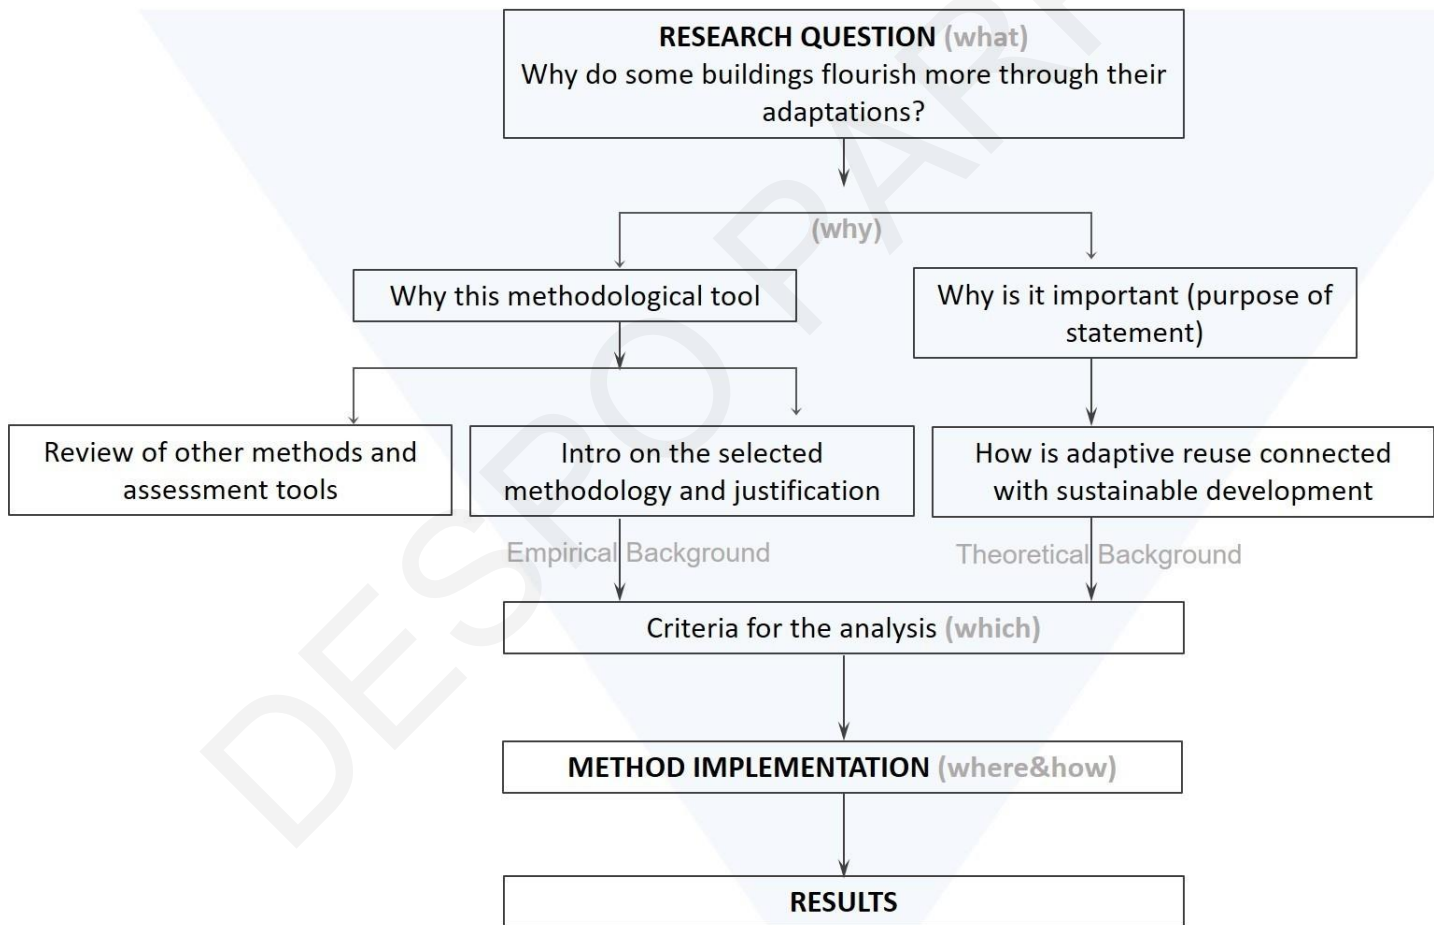 RESEARCH QUESTION (what)
Why do some buildings flourish more through their
adaptations?
(why)
Why this methodological tool
Why is it important (purpose of
statement)
Review of other methods and
assessment tools
Intro on the selected
methodology and justification
How is adaptive reuse connected
with sustainable development
Empirical Background
Theoretical Background
Criteria for the analysis (which)
METHOD IMPLEMENTATION (where&how)
RESULTS
DESPO PAR